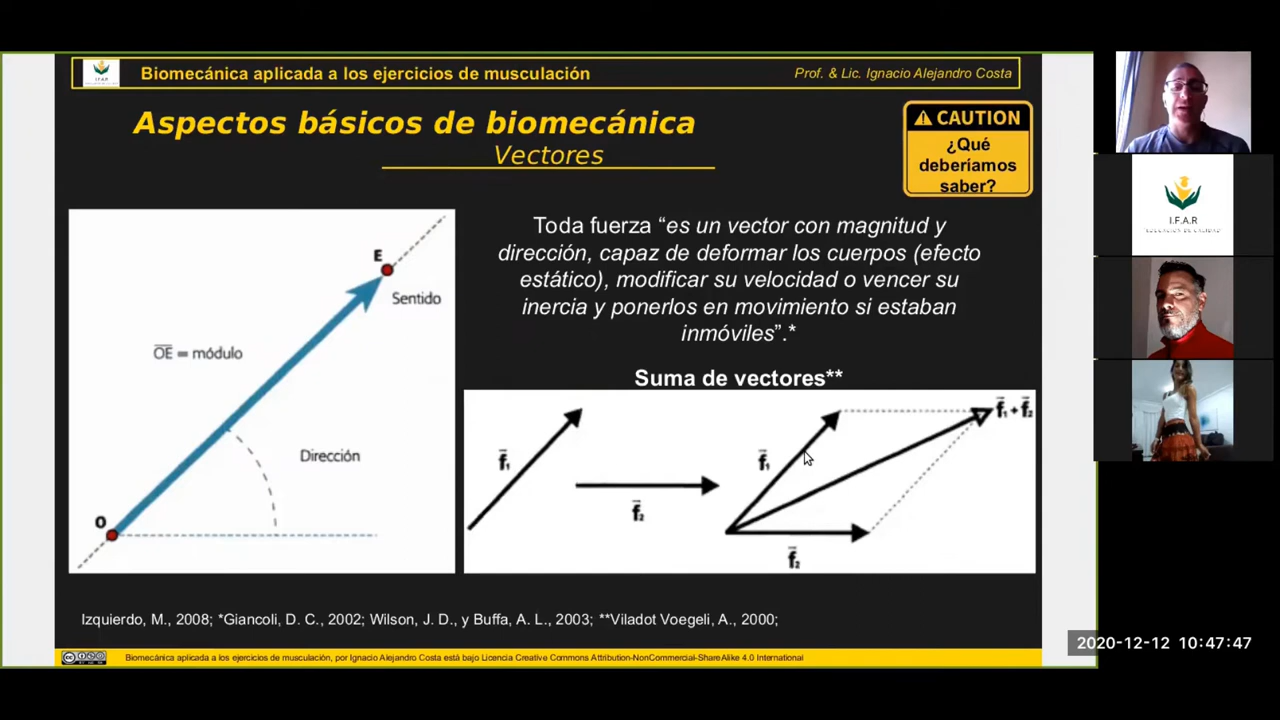 I.F.A.R
Biomecánica aplicada a los ejercicios de musculación
Prof. & Lic. Ignacio Alejandro Costa
Aspectos básicos de biomecánica
Vectores
CAUTION
¿Qué
deberíamos
saber?
Toda fuerza “es un vector con magnitud y
dirección, capaz de deformar los cuerpos (efecto
estático), modificar su velocidad o vencer su
inercia y ponerlos en movimiento si estaban
inmóviles”.*
E
Sentido
OE = módulo
Dirección
O
Suma de vectores**
f₁
f₂
f₁
f₂
f₁ + f₂
Izquierdo, M., 2008; *Giancoli, D. C., 2002; Wilson, J. D., y Buffa, A. L., 2003; **Viladot Voegeli, A., 2000;
Biomecánica aplicada a los ejercicios de musculación, por Ignacio Alejandro Costa está bajo Licencia Creative Commons Attribution-NonCommercial-ShareAlike 4.0 International
I.F.A.R
2020-12-12 10:47:47